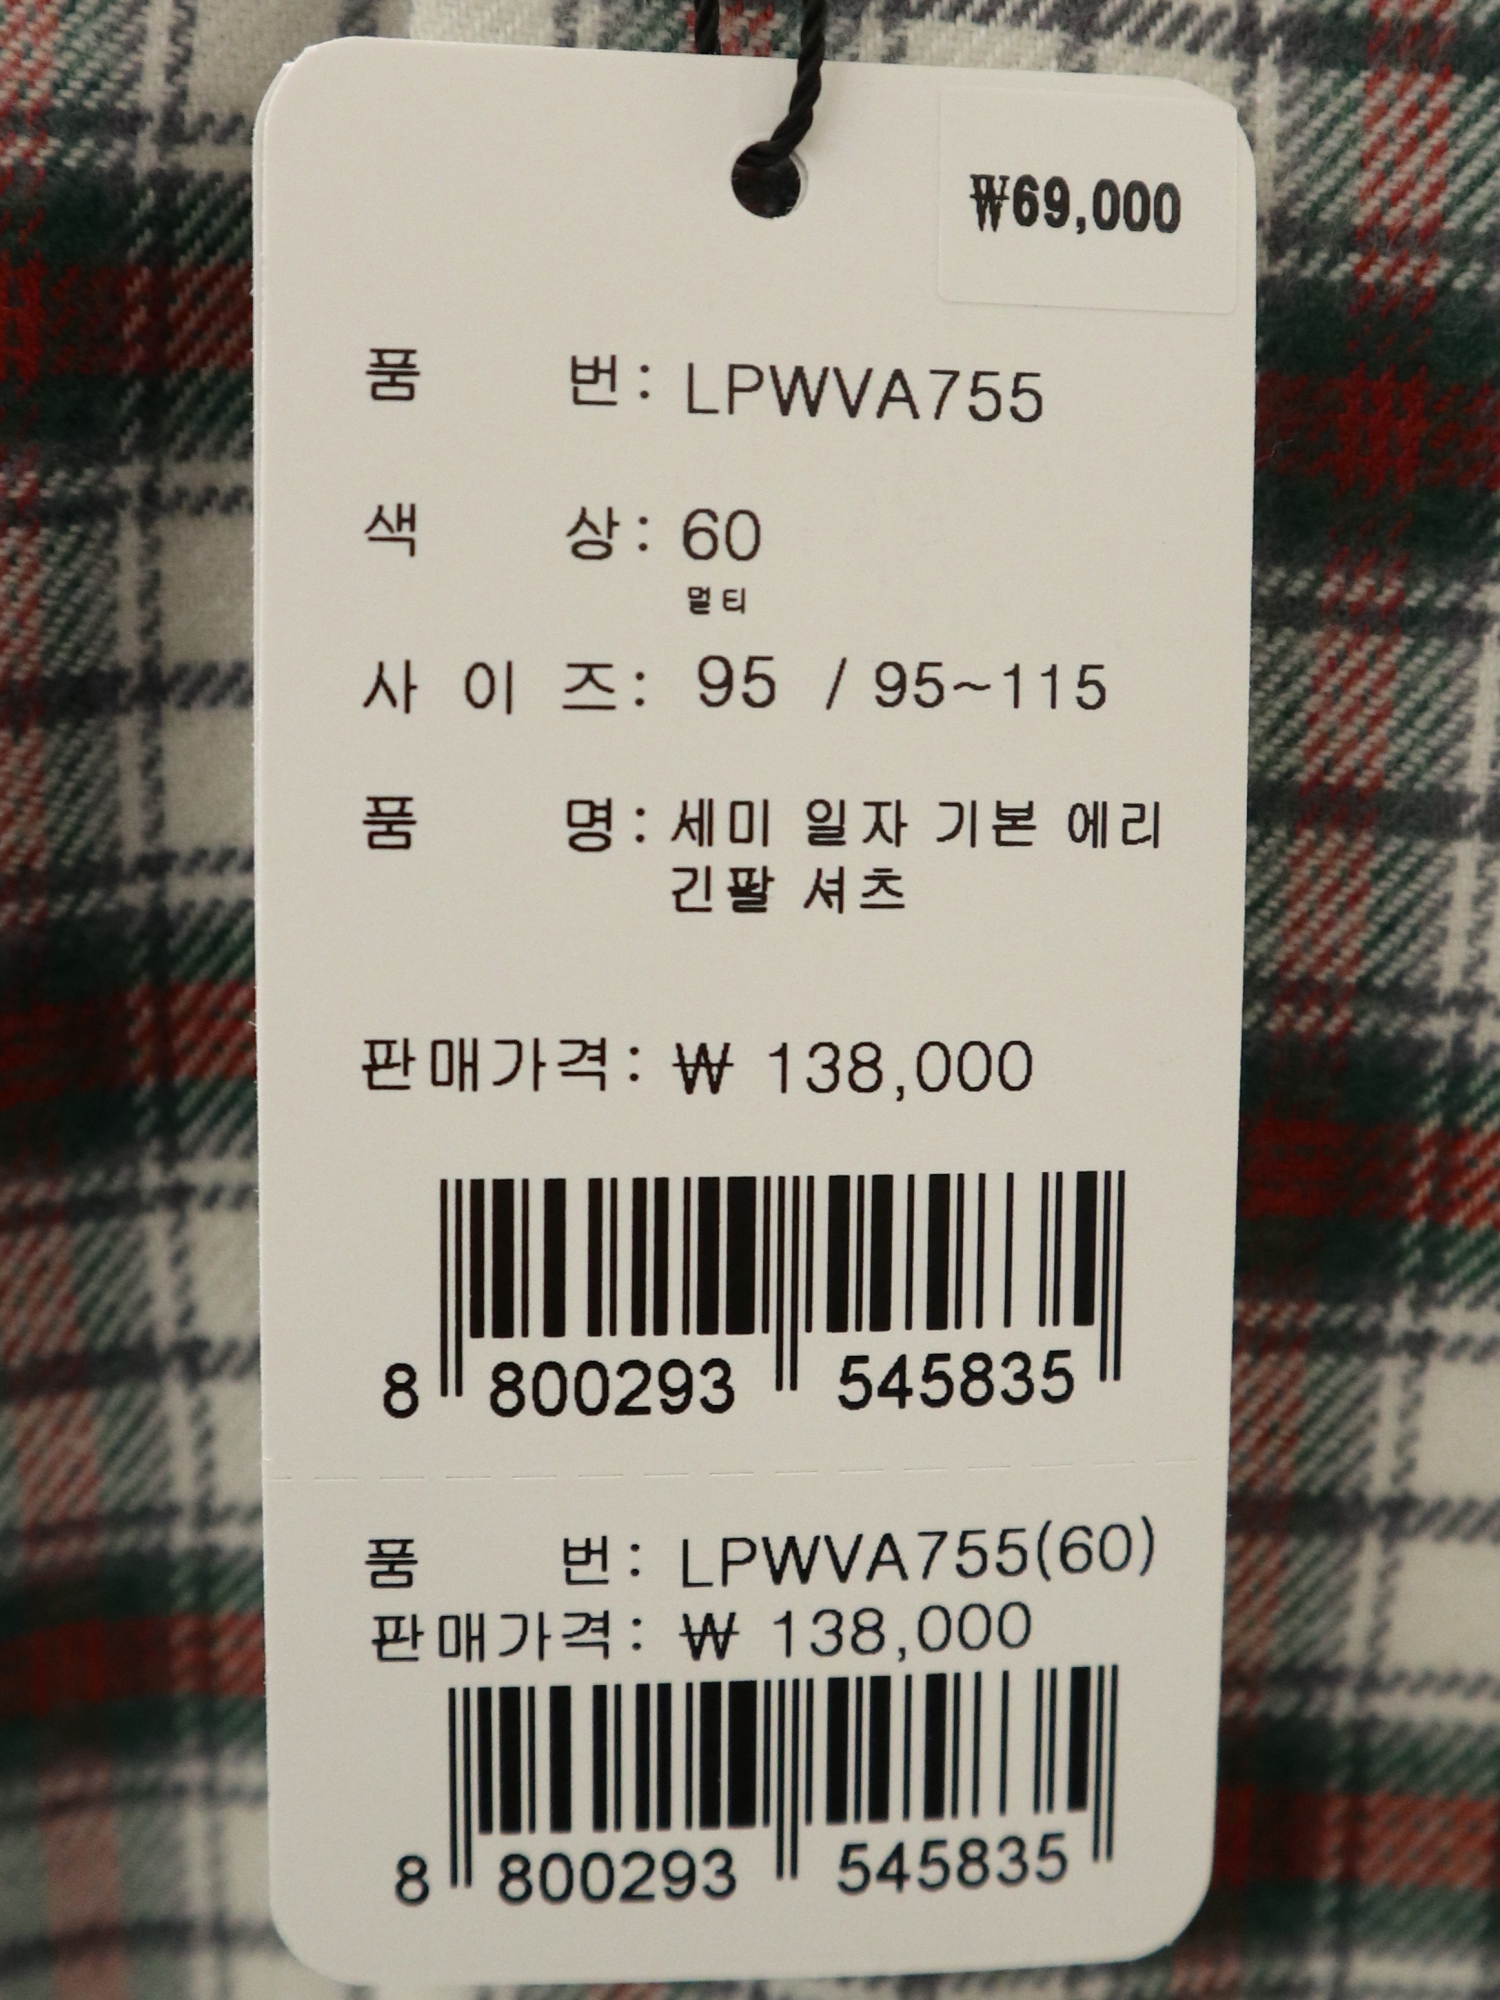 ₩69,000
품 번: LPWVA755
색 상: 60
멀티
사 이 즈: 95 / 95~115
품 명: 세미 일자 기본 에리
긴팔 셔츠
판매가격: ₩ 138,000
8 800293 545835
품 번: LPWVA755(60)
판매가격: ₩ 138,000
8 800293 545835